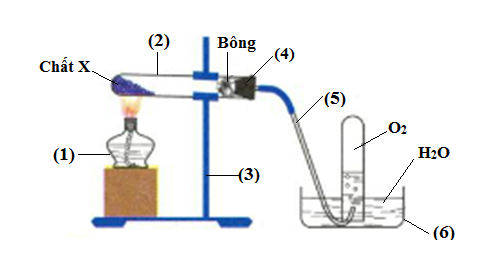 (2)
Bông
(4)
Chất X
(5)
O2
H2O
(1)
(3)
(6)